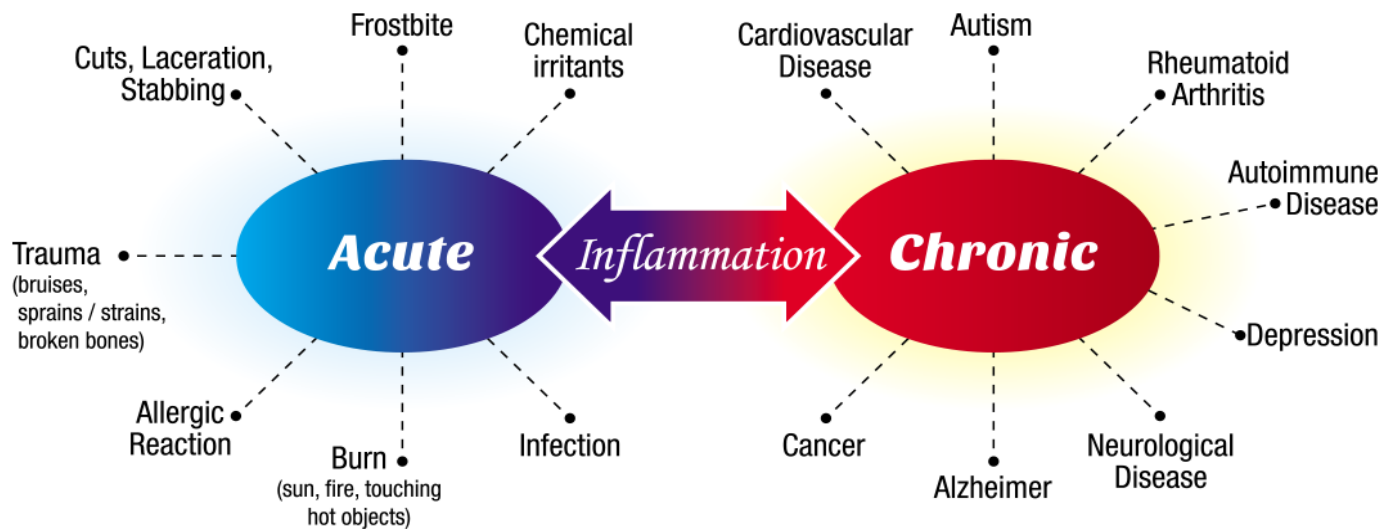 Frostbite
Chemical
irritants
Cuts, Laceration,
Stabbing
Trauma
(bruises,
sprains / strains,
broken bones)
Allergic
Reaction
Burn
(sun, fire, touching
hot objects)
Infection
Acute
Inflammation
Chronic
Cardiovascular
Disease
Autism
Rheumatoid
Arthritis
Autoimmune
Disease
Depression
Neurological
Disease
Alzheimer
Cancer